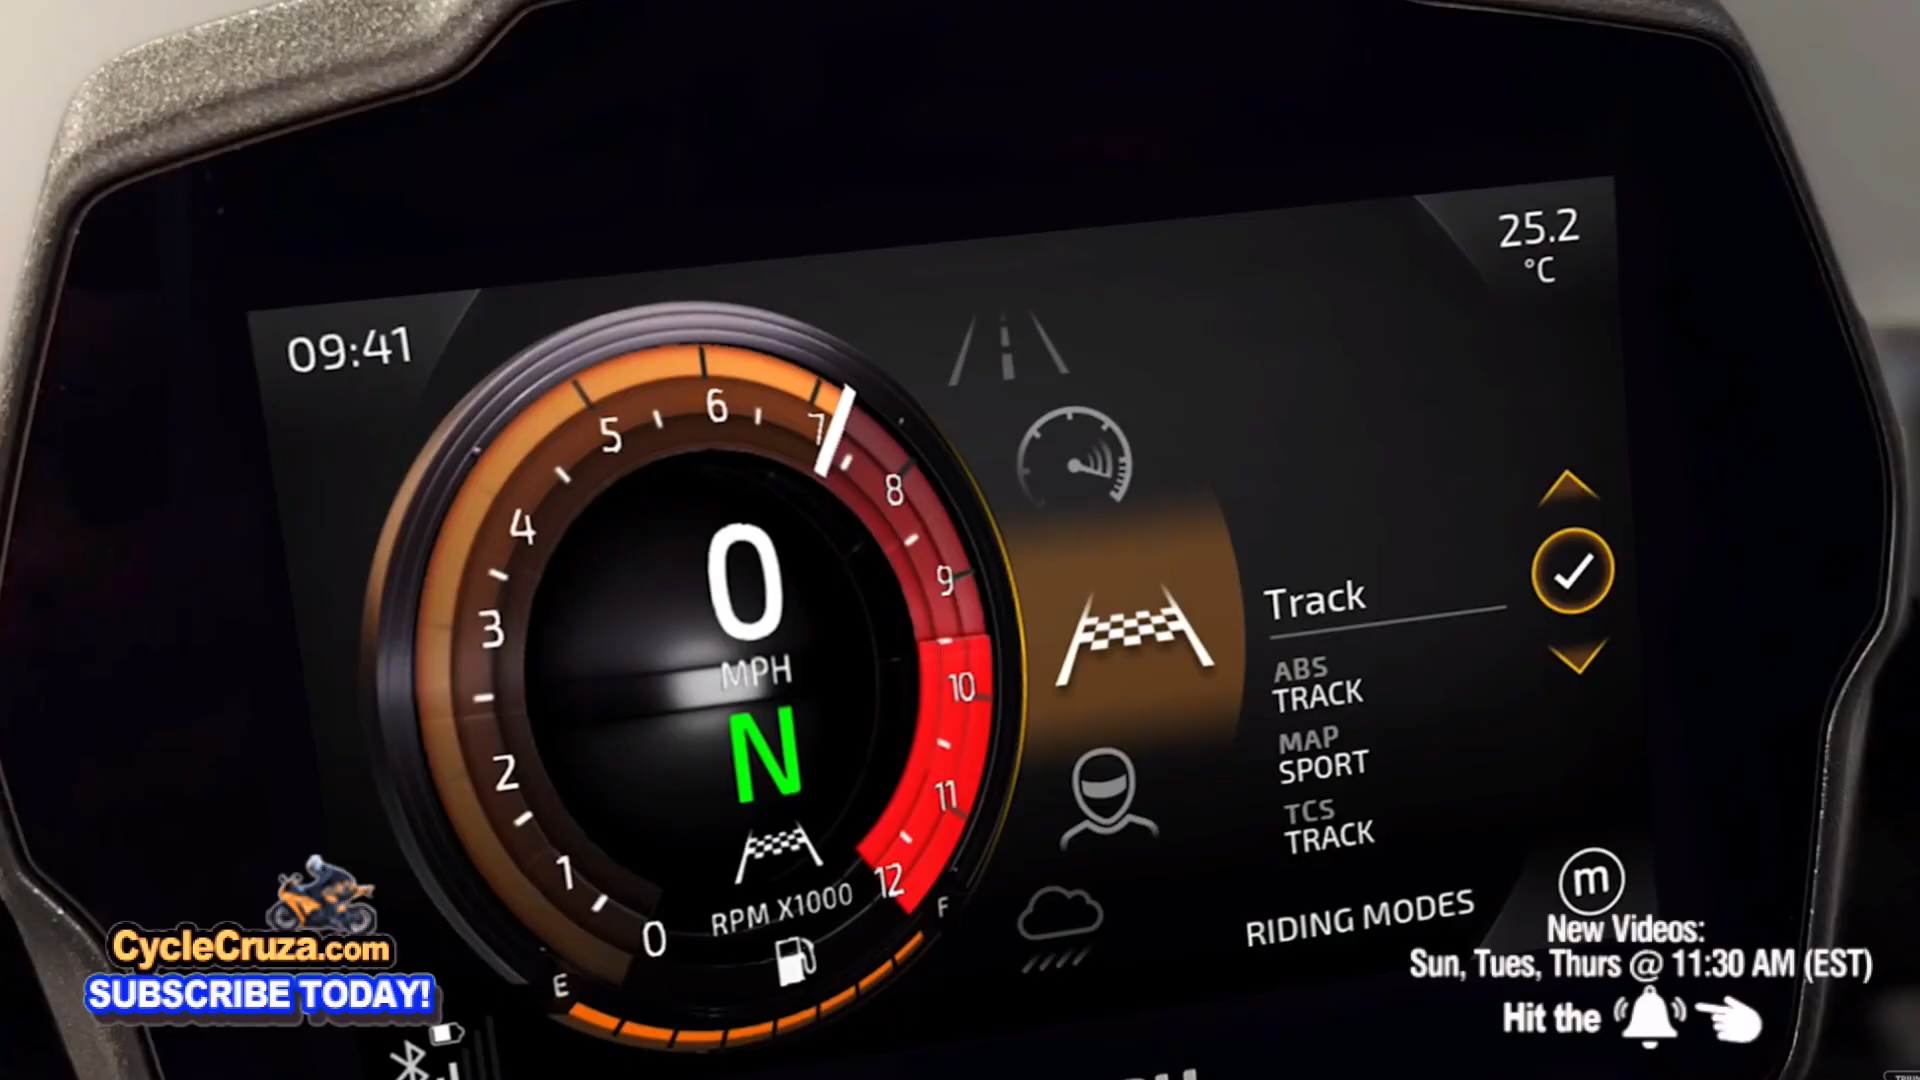 25.2
°C
09:41
6
5
7
8
4
9
0
3
MPH
10
N
2
11
1
12
RPM X1000
0
E
F
Track
ABS
TRACK
MAP
SPORT
TCS
TRACK
RIDING MODES
m
CycleCruza.com
SUBSCRIBE TODAY!
New Videos:
Sun, Tues, Thurs @ 11:30 AM (EST)
Hit the